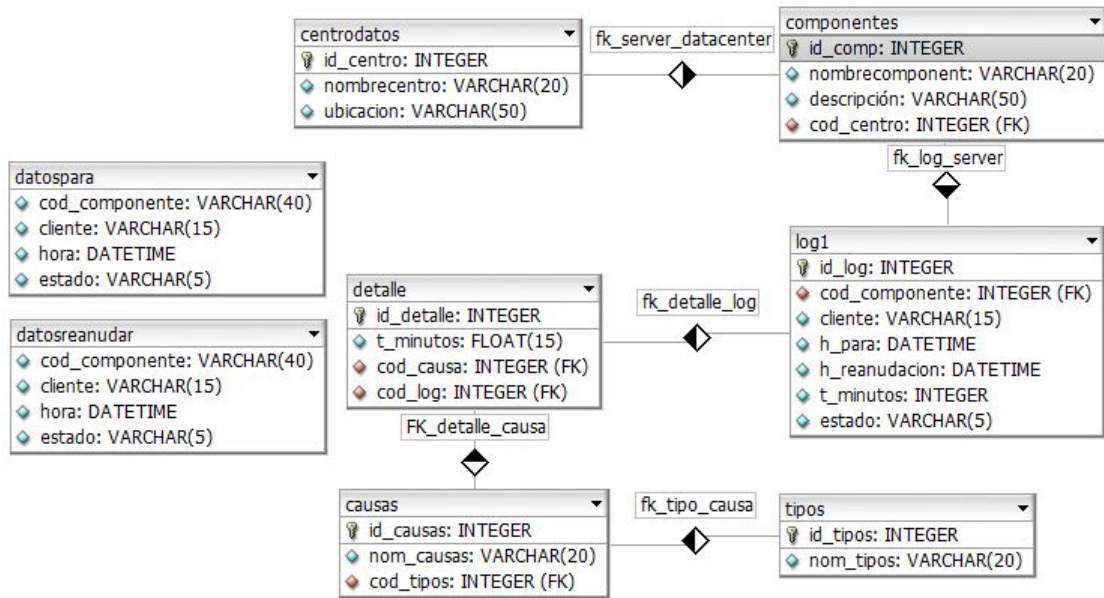 centrodatos
id_centro: INTEGER
nombrecentro: VARCHAR(20)
ubicacion: VARCHAR(50)
fk_server_datacenter
componentes
id_comp: INTEGER
nombrecomponent: VARCHAR(20)
descripción: VARCHAR(50)
cod_centro: INTEGER (FK)
fk_log_server
datospara
cod_componente: VARCHAR(40)
cliente: VARCHAR(15)
hora: DATETIME
estado: VARCHAR(5)
log1
id_log: INTEGER
cod_componente: INTEGER (FK)
cliente: VARCHAR(15)
h_para: DATETIME
h_reanudacion: DATETIME
t_minutos: INTEGER
estado: VARCHAR(5)
detalle
id_detalle: INTEGER
t_minutos: FLOAT(15)
cod_causa: INTEGER (FK)
cod_log: INTEGER (FK)
fk_detalle_log
datosreanudar
cod_componente: VARCHAR(40)
cliente: VARCHAR(15)
hora: DATETIME
estado: VARCHAR(5)
FK_detalle_causa
causas
id_causas: INTEGER
nom_causas: VARCHAR(20)
cod_tipos: INTEGER (FK)
fk_tipo_causa
tipos
id_tipos: INTEGER
nom_tipos: VARCHAR(20)